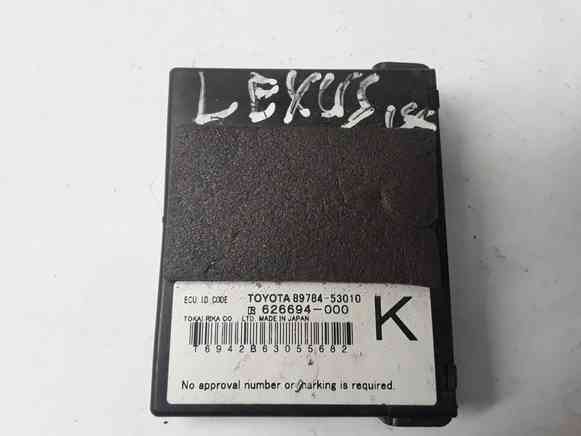 LEXUS
ECU. I.D. CODE TOYOTA 89784-53010
626694-000
TOKAI RIKA CO. LTD. MADE IN JAPAN
K
16942B63055682
No approval number or marking is required.